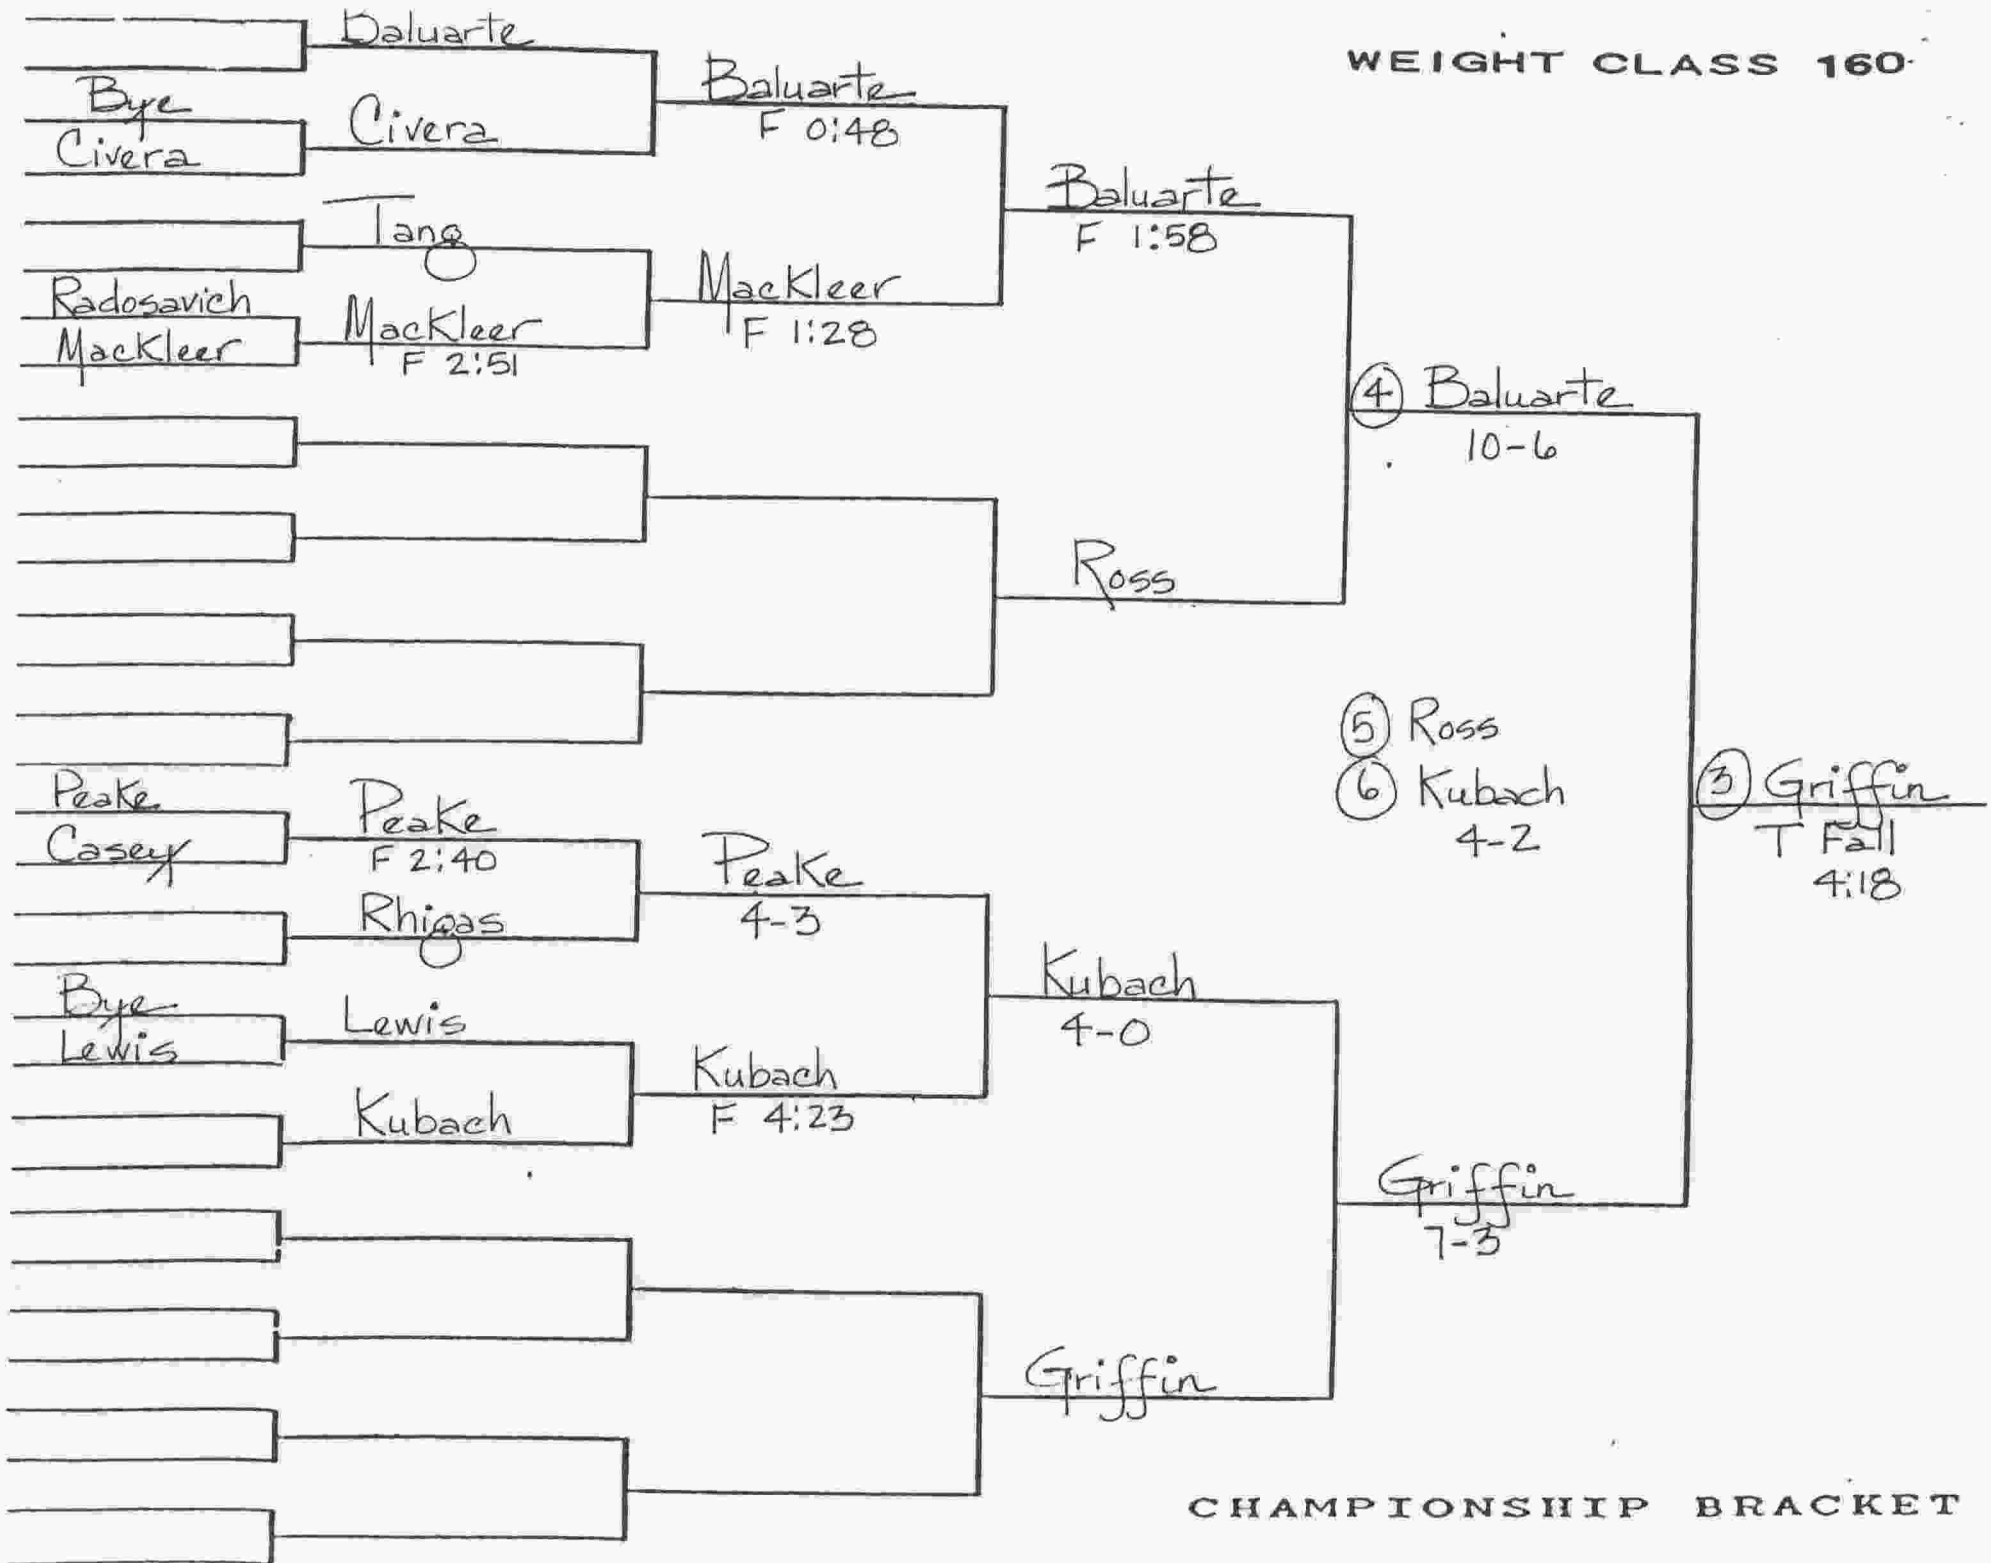 WEIGHT CLASS 160
Baluarte
Bye
Civera
Civera
Baluarte
F 0:48
Tang
Radosavich
MacKleer
MacKleer
F 2:51
MacKleer
F 1:28
Baluarte
F 1:58
Ross
4 Baluarte
10-6
5 Ross
6 Kubach
4-2
3 Griffin
T Fall
4:18
Peake
Casey
Peake
F 2:40
Rhigas
Peake
4-3
Bye
Lewis
Lewis
Kubach
Kubach
F 4:23
Kubach
4-0
Griffin
7-3
Griffin
CHAMPIONSHIP BRACKET